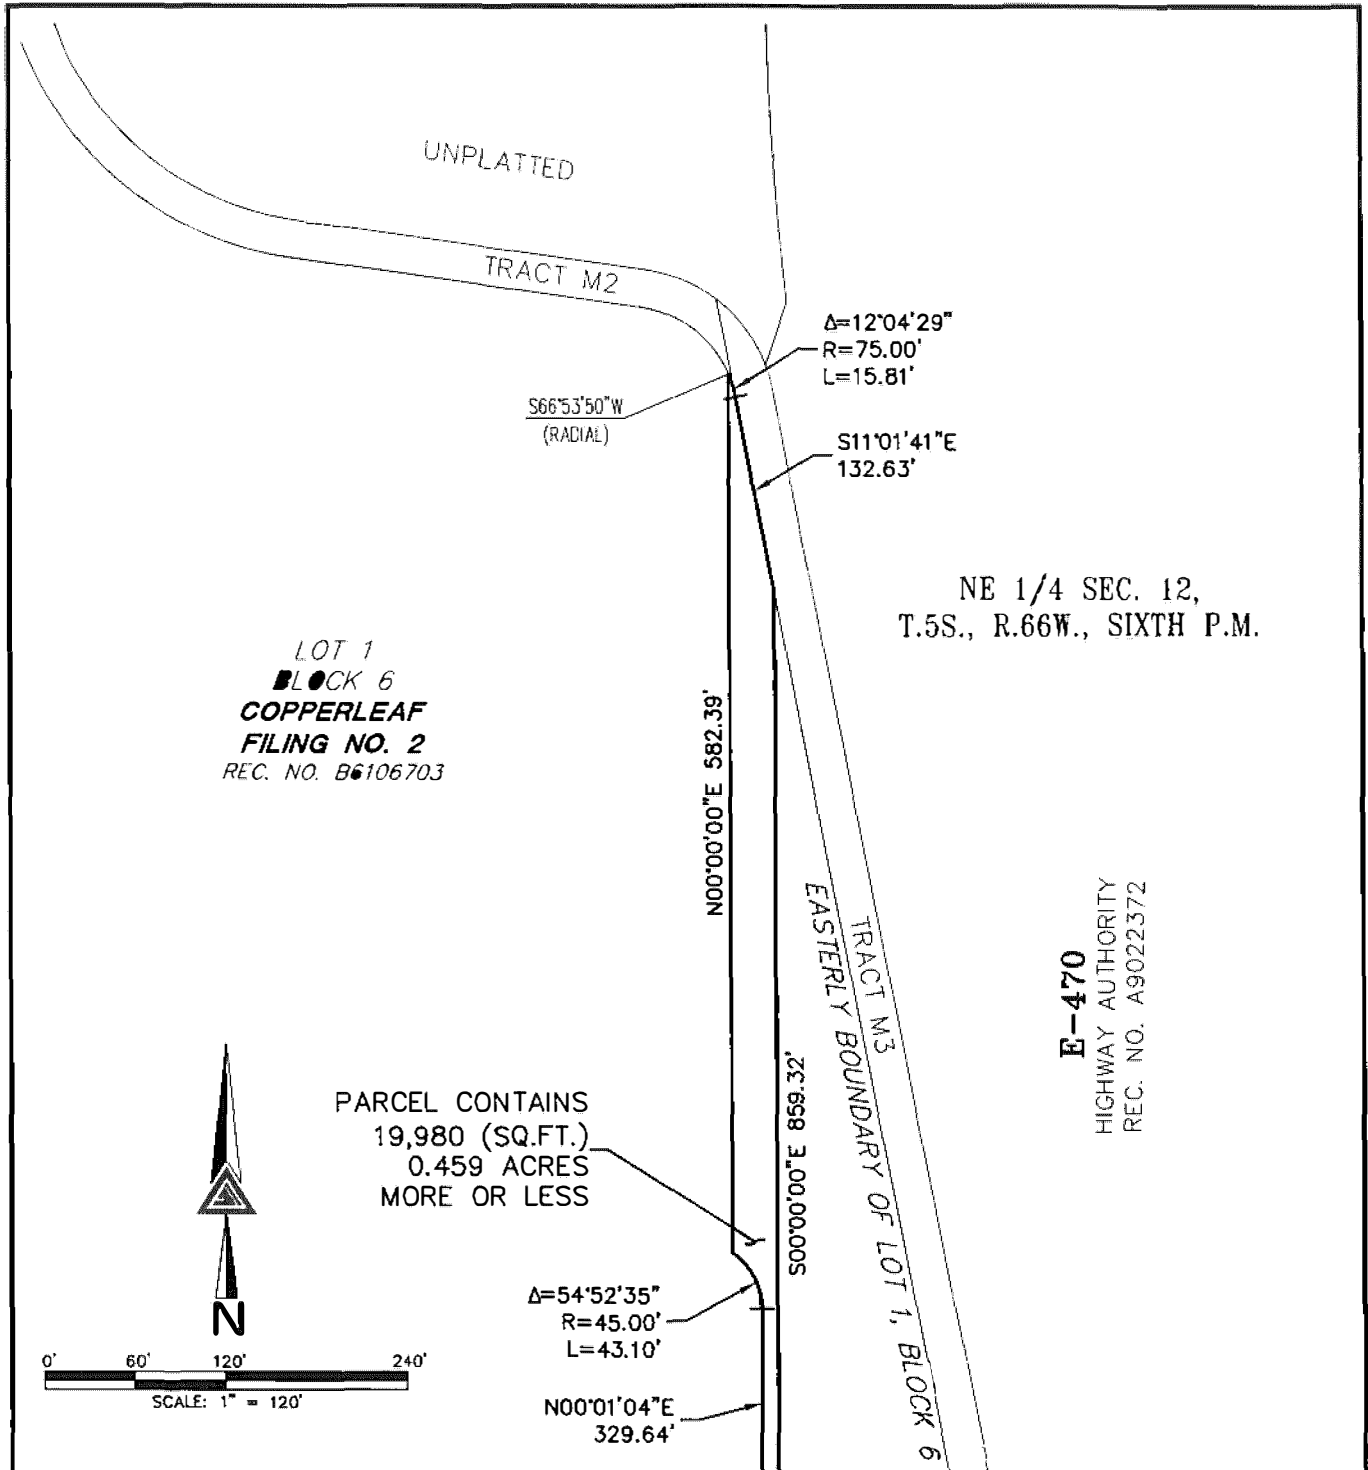 UNPLATTED
TRACT M2
Δ=12°04'29"
R=75.00'
L=15.81'
S66°53'50"W
(RADIAL)
S11°01'41"E
132.63'
NE 1/4 SEC. 12,
T.5S., R.66W., SIXTH P.M.
LOT 1
BLOCK 6
COPPERLEAF
FILING NO. 2
REC. NO. B6106703
N00°00'00"E 582.39'
TRACT M3
EASTERLY BOUNDARY OF LOT 1, BLOCK 6
E-470
HIGHWAY AUTHORITY
REC. NO. A9022372
S00°00'00"E 859.32'
PARCEL CONTAINS
19,980 (SQ.FT.)
0.459 ACRES
MORE OR LESS
Δ=54°52'35"
R=45.00'
L=43.10'
N00°01'04"E
329.64'
N
0' 60' 120' 240'
SCALE: 1" = 120'